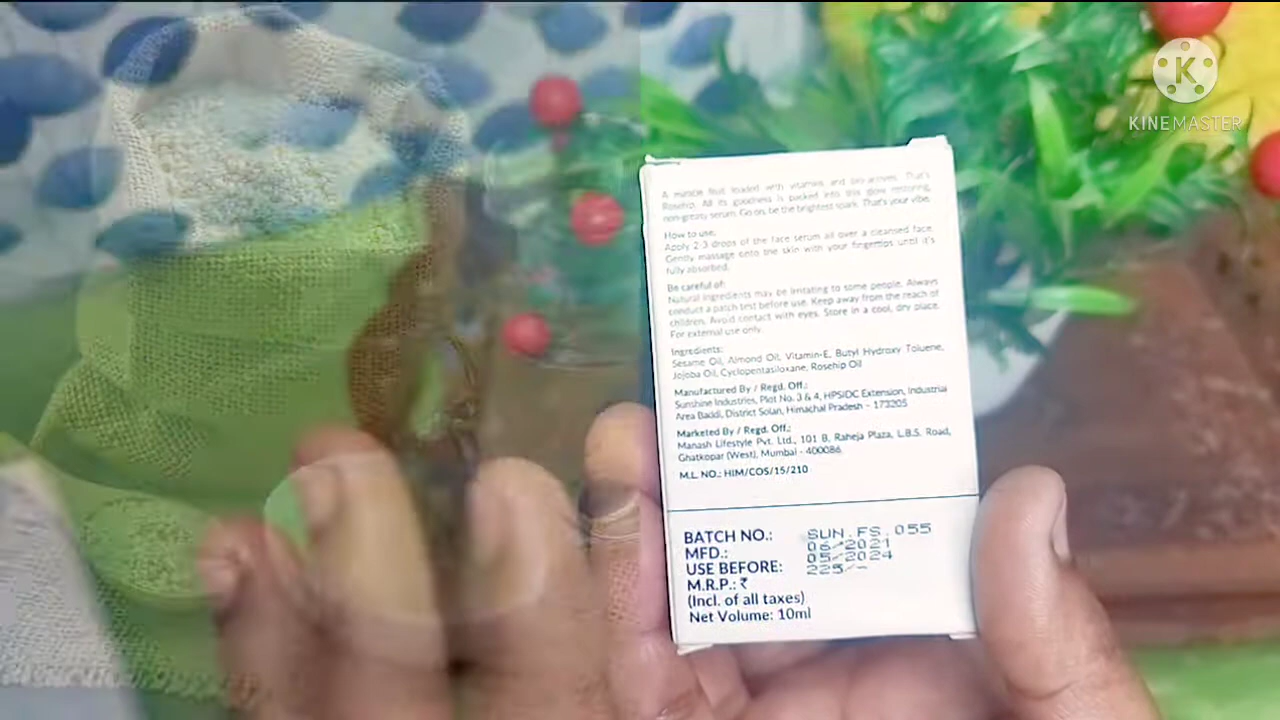 KINEMASTER
A miracle fruit loaded with vitamins and bio-actives. That's
Rosehip. All its goodness is packed into this glow restoring,
non-greasy serum. Go on, be the brightest spark. That's your vibe.
How to use:
Apply 2-3 drops of the face serum all over a cleansed face.
Gently massage onto the skin with your fingertips until it's
fully absorbed.
Be careful of:
Natural ingredients may be irritating to some people. Always
conduct a patch test before use. Keep away from the reach of
children. Avoid contact with eyes. Store in a cool, dry place.
For external use only.
Ingredients:
Sesame Oil, Almond Oil, Vitamin-E, Butyl Hydroxy Toluene,
Jojoba Oil, Cyclopentasiloxane, Rosehip Oil
Manufactured By / Regd. Off.:
Sunshine Industries, Plot No. 3 & 4, HPSIDC Extension, Industrial
Area Baddi, District Solan, Himachal Pradesh - 173205
Marketed By / Regd. Off.:
Manash Lifestyle Pvt. Ltd., 101 B, Raheja Plaza, L.B.S. Road,
Ghatkopar (West), Mumbai - 400086
M.L. NO.: HIM/COS/15/210
BATCH NO.: SUN.FS.055
MFD.: 06/2021
USE BEFORE: 05/2024
M.R.P.: ₹ 225/-
(Incl. of all taxes)
Net Volume: 10ml